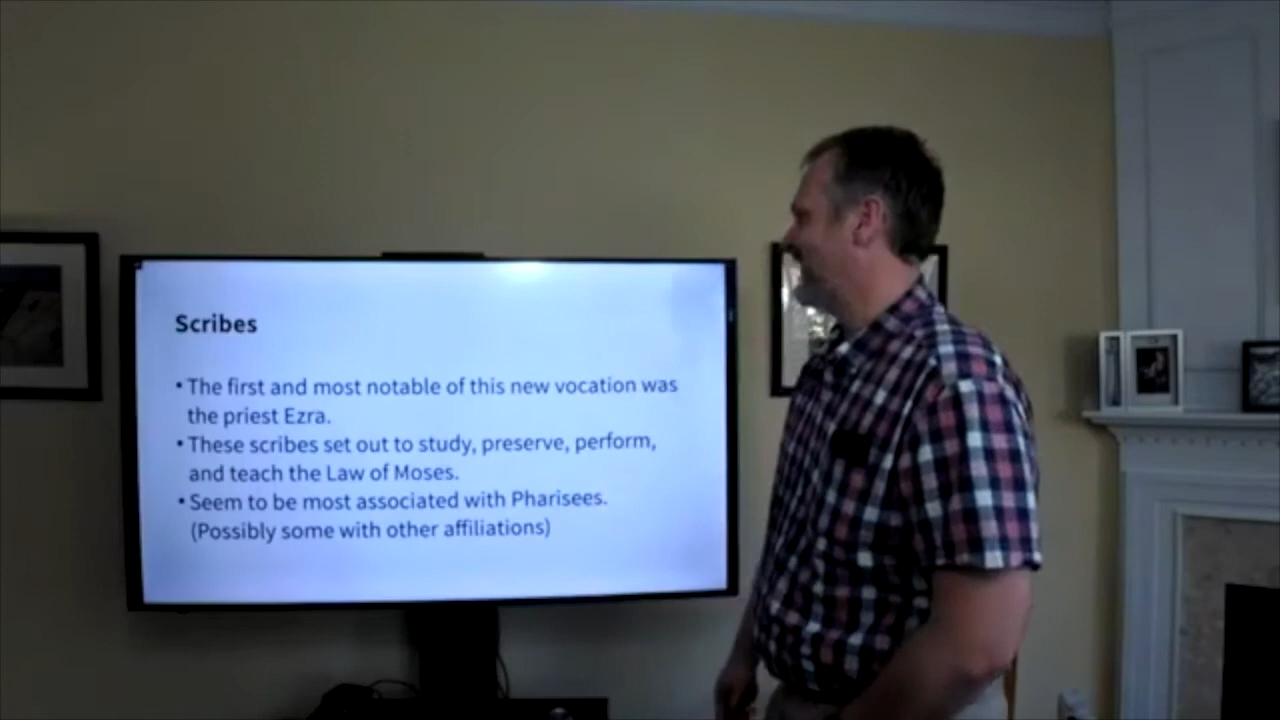 Scribes
• The first and most notable of this new vocation was
the priest Ezra.
• These scribes set out to study, preserve, perform,
and teach the Law of Moses.
• Seem to be most associated with Pharisees.
(Possibly some with other affiliations)